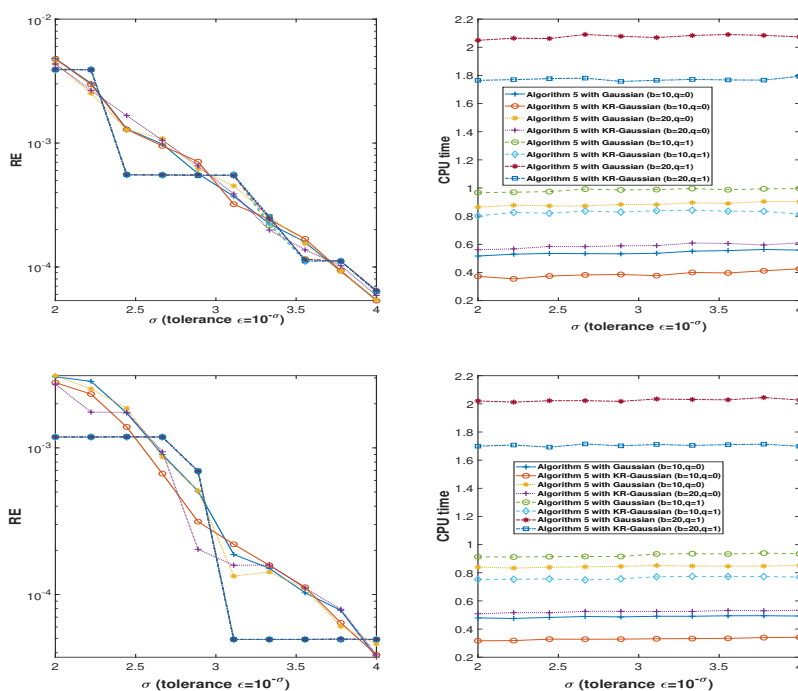 10⁻²
10⁻³
10⁻⁴
RE
2
2.5
3
3.5
4
σ (tolerance ϵ=10^-σ)
2.2
2
1.8
1.6
1.4
1.2
1
0.8
0.6
0.4
0.2
CPU time
Algorithm 5 with Gaussian (b=10,q=0)
Algorithm 5 with KR-Gaussian (b=10,q=0)
Algorithm 5 with Gaussian (b=20,q=0)
Algorithm 5 with KR-Gaussian (b=20,q=0)
Algorithm 5 with Gaussian (b=10,q=1)
Algorithm 5 with KR-Gaussian (b=10,q=1)
Algorithm 5 with Gaussian (b=20,q=1)
Algorithm 5 with KR-Gaussian (b=20,q=1)
2
2.5
3
3.5
4
σ (tolerance ϵ=10^-σ)
10⁻³
10⁻⁴
RE
2
2.5
3
3.5
4
σ (tolerance ϵ=10^-σ)
2.2
2
1.8
1.6
1.4
1.2
1
0.8
0.6
0.4
0.2
CPU time
Algorithm 5 with Gaussian (b=10,q=0)
Algorithm 5 with KR-Gaussian (b=10,q=0)
Algorithm 5 with Gaussian (b=10,q=0)
Algorithm 5 with KR-Gaussian (b=20,q=0)
Algorithm 5 with Gaussian (b=10,q=1)
Algorithm 5 with KR-Gaussian (b=10,q=1)
Algorithm 5 with Gaussian (b=20,q=1)
Algorithm 5 with KR-Gaussian (b=20,q=1)
2
2.5
3
3.5
4
σ (tolerance ϵ=10^-σ)